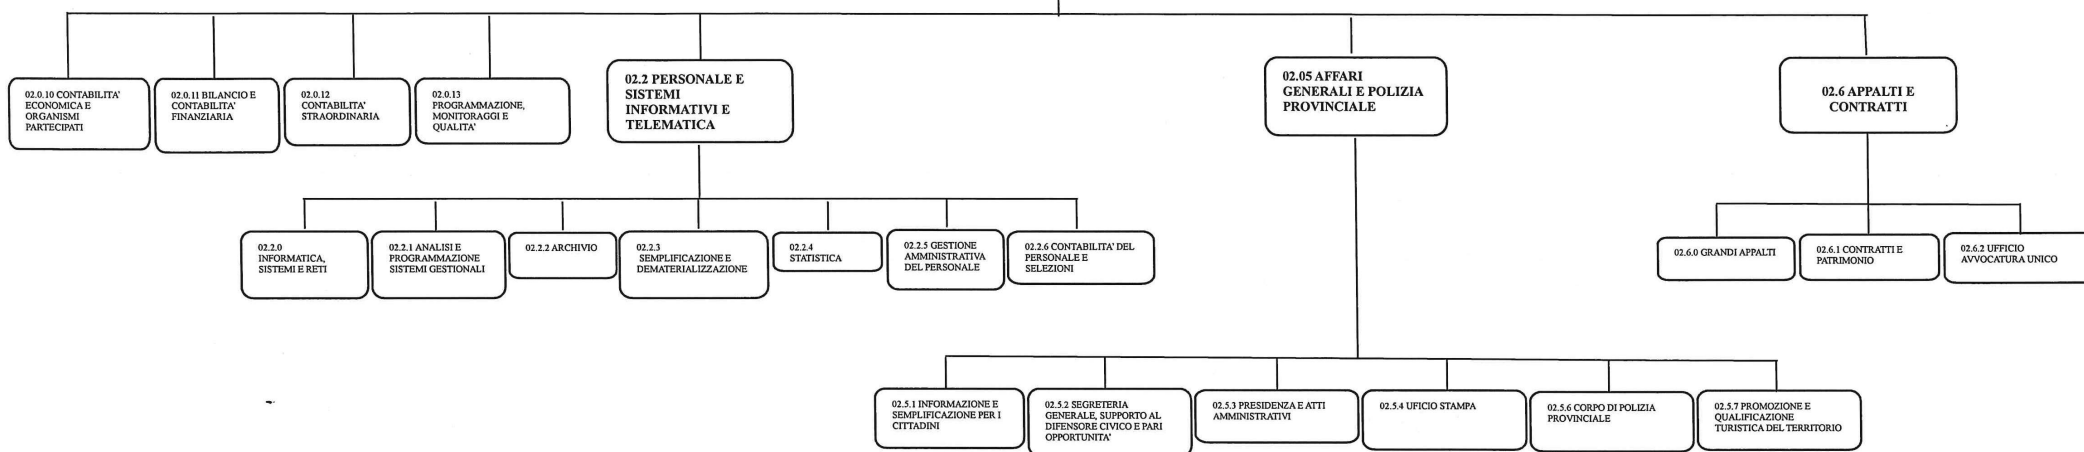 02.0.10 CONTABILITA'
ECONOMICA E
ORGANISMI
PARTECIPATI
02.0.11 BILANCIO E
CONTABILITA'
FINANZIARIA
02.0.12
CONTABILITA'
STRAORDINARIA
02.0.13
PROGRAMMAZIONE,
MONITORAGGI E
QUALITA'
02.2 PERSONALE E
SISTEMI
INFORMATIVI E
TELEMATICA
02.05 AFFARI
GENERALI E POLIZIA
PROVINCIALE
02.6 APPALTI E
CONTRATTI
02.2.0
INFORMATICA,
SISTEMI E RETI
02.2.1 ANALISI E
PROGRAMMAZIONE
SISTEMI GESTIONALI
02.2.2 ARCHIVIO
02.2.3
SEMPLIFICAZIONE E
DEMATERIALIZZAZIONE
02.2.4
STATISTICA
02.2.5 GESTIONE
AMMINISTRATIVA
DEL PERSONALE
02.2.6 CONTABILITA' DEL
PERSONALE E
SELEZIONI
02.6.0 GRANDI APPALTI
02.6.1 CONTRATTI E
PATRIMONIO
02.6.2 UFFICIO
AVVOCATURA UNICO
02.5.1 INFORMAZIONE E
SEMPLIFICAZIONE PER I
CITTADINI
02.5.2 SEGRETERIA
GENERALE, SUPPORTO AL
DIFENSORE CIVICO E PARI
OPPORTUNITA'
02.5.3 PRESIDENZA E ATTI
AMMINISTRATIVI
02.5.4 UFICIO STAMPA
02.5.6 CORPO DI POLIZIA
PROVINCIALE
02.5.7 PROMOZIONE E
QUALIFICAZIONE
TURISTICA DEL TERRITORIO